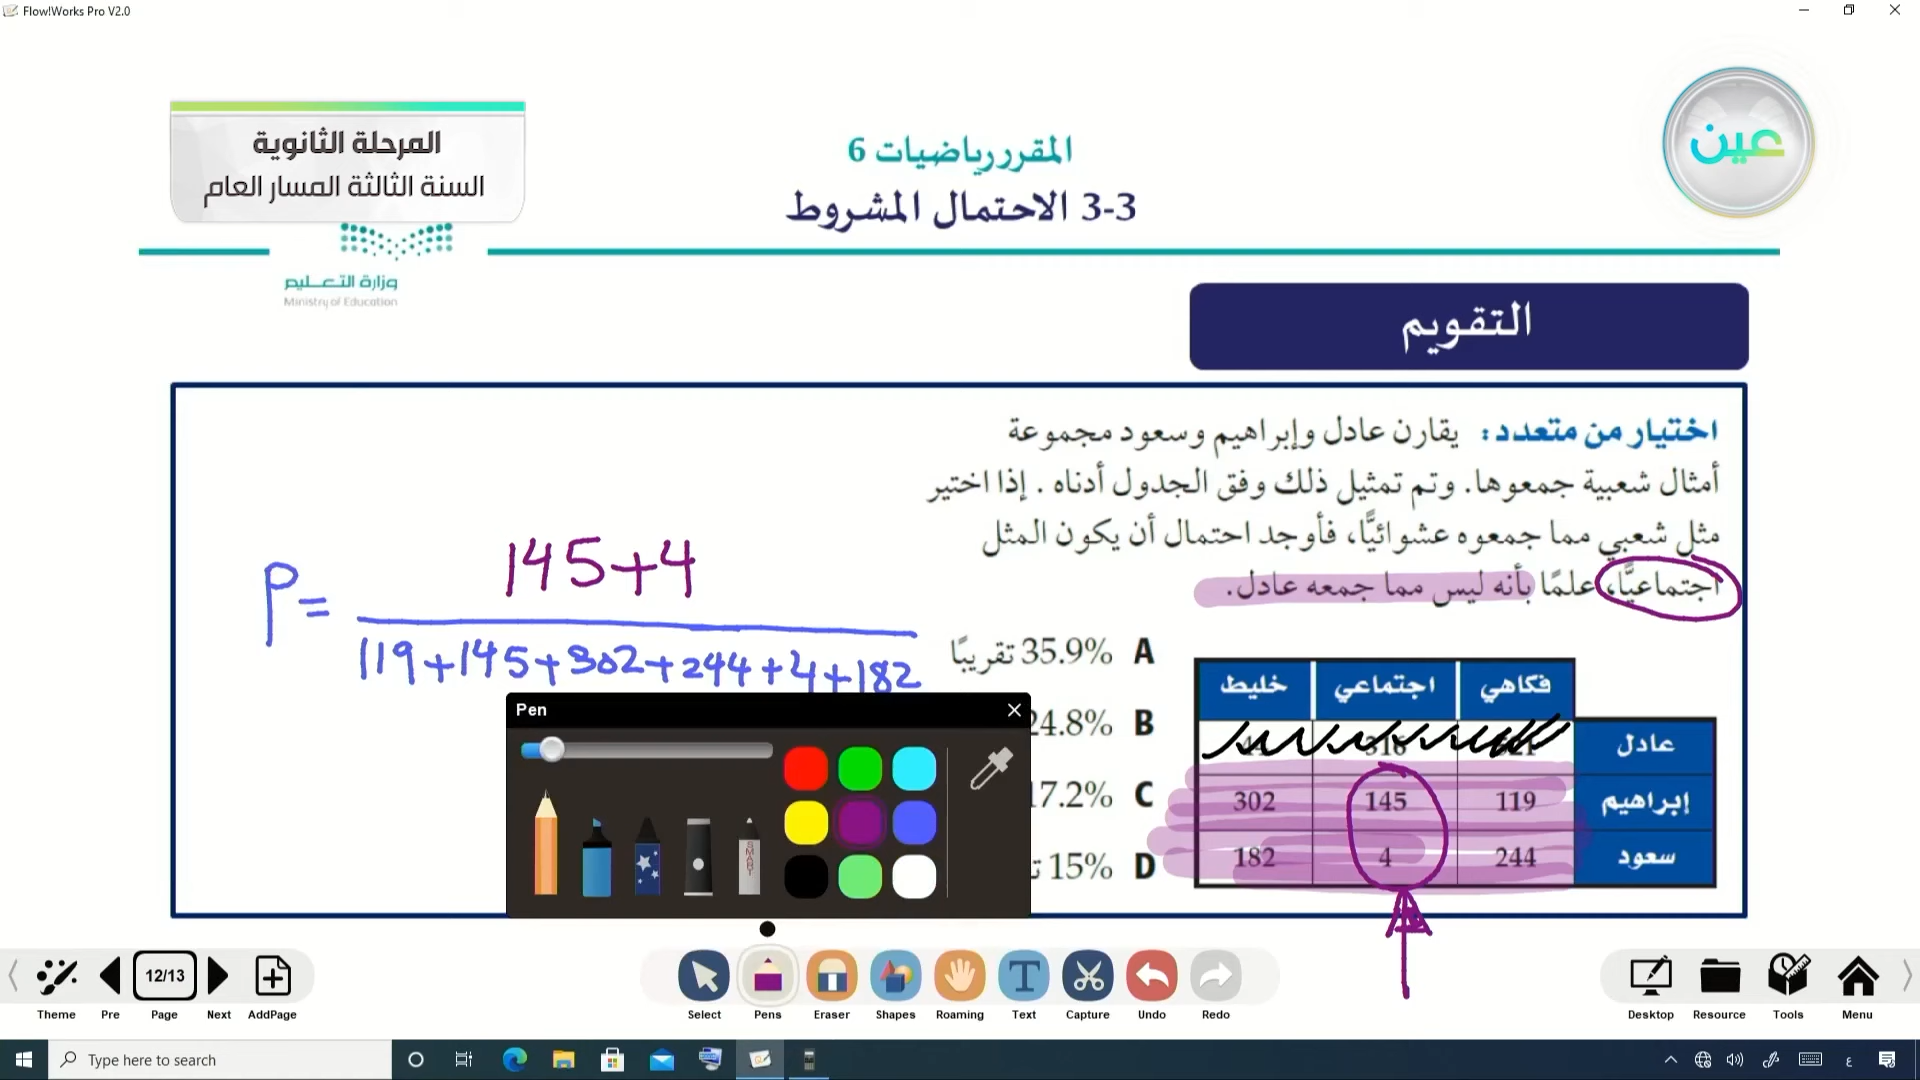 Flow!Works Pro V2.0
المرحلة الثانوية
السنة الثالثة المسار العام
المقرر رياضيات 6
3-3 الاحتمال المشروط
عين
وزارة التعليم
Ministry of Education
التقويم
اختيار من متعدد: يقارن عادل وإبراهيم وسعود مجموعة
أمثال شعبية جمعوها. وتم تمثيل ذلك وفق الجدول أدناه. إذا اختير
مثل شعبي مما جمعوه عشوائيًّا، فأوجد احتمال أن يكون المثل
اجتماعيًّا، علمًا بأنه ليس مما جمعه عادل.
P= 145+4
119+145+302+244+4+182
A 35.9% تقريبًا
B 24.8%
C 17.2%
D 15%
فكاهي اجتماعي خليط
عادل 316
إبراهيم 119 145 302
سعود 244 4 182
Pen
SMART
12/13
Theme Pre Page Next AddPage
Select Pens Eraser Shapes Roaming Text Capture Undo Redo
Desktop Resource Tools Menu
Type here to search
ع